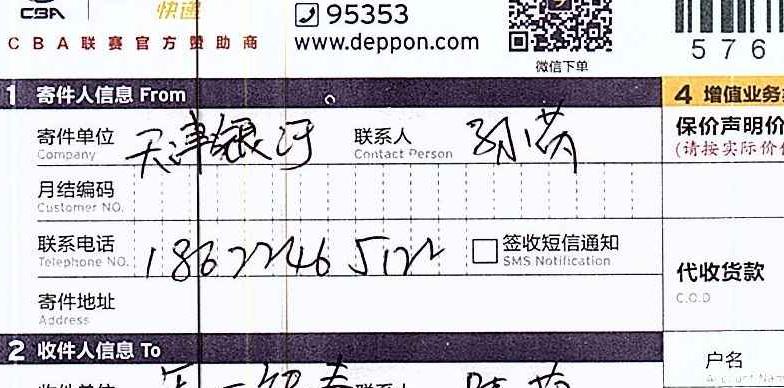 CBA 快递 95353
CBA联赛官方赞助商 www.deppon.com
微信下单
576
1 寄件人信息 From
4 增值业务
寄件单位 天津银河 联系人
Company Contact Person
保价声明价
(请按实际价
月结编码
Customer NO.
联系电话 18622465122 签收短信通知
Telephone NO. SMS Notification
代收货款
C.O.D
寄件地址
Address
2 收件人信息 To
户名